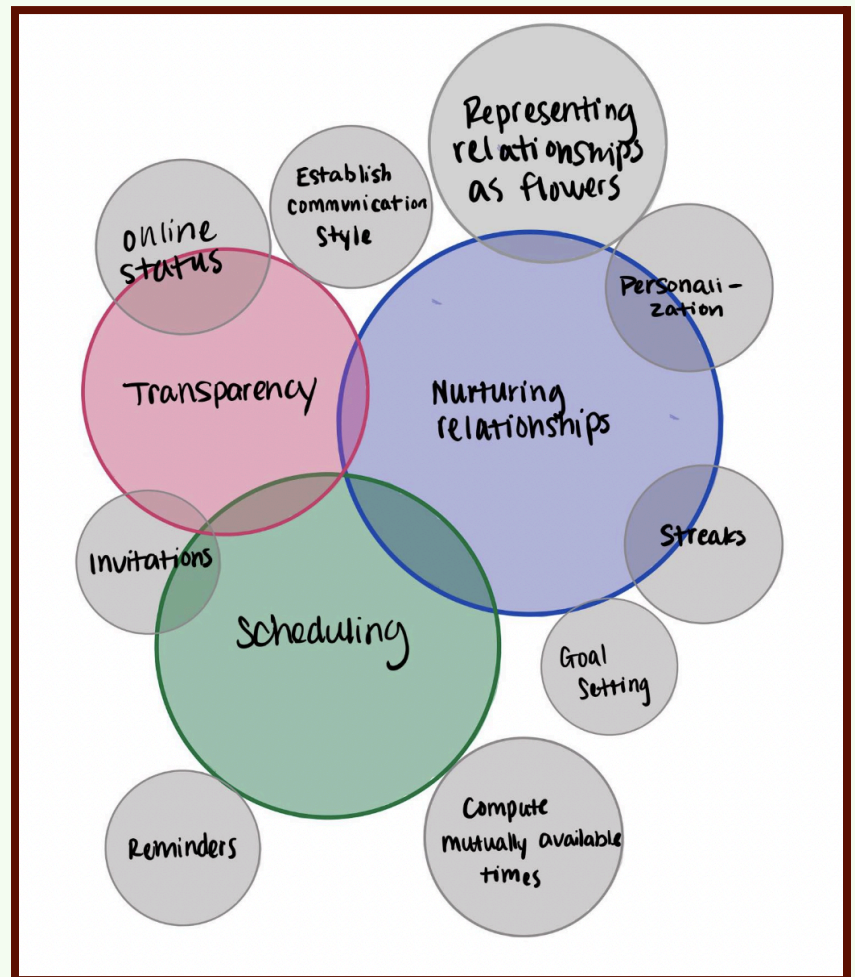 Representing
relationships
as flowers
Establish
communication
Style
online
status
Personali-
zation
Transparency
Nurturing
relationships
Streaks
Invitations
Scheduling
Goal
Setting
Compute
mutually available
times
Reminders